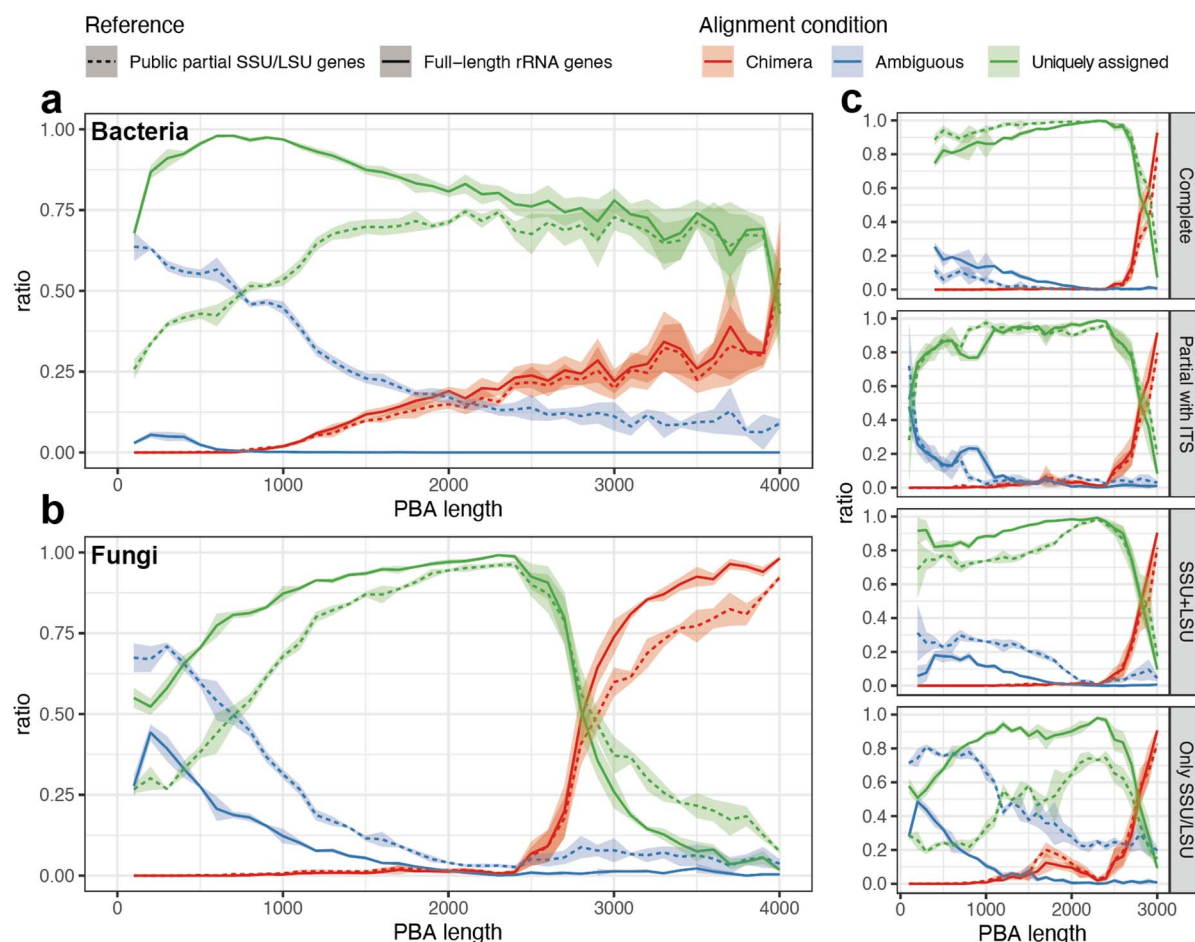 Reference
Public partial SSU/LSU genes
Full−length rRNA genes
Alignment condition
Chimera
Ambiguous
Uniquely assigned
a
Bacteria
1.00
0.75
0.50
0.25
0.00
ratio
0
1000
2000
3000
4000
PBA length
b
Fungi
1.00
0.75
0.50
0.25
0.00
ratio
0
1000
2000
3000
4000
PBA length
c
1.0
0.8
0.6
0.4
0.2
0.0
Complete
1.0
0.8
0.6
0.4
0.2
0.0
Partial with ITS
ratio
1.0
0.8
0.6
0.4
0.2
0.0
SSU+LSU
1.0
0.8
0.6
0.4
0.2
0.0
Only SSU/LSU
0
1000
2000
3000
PBA length